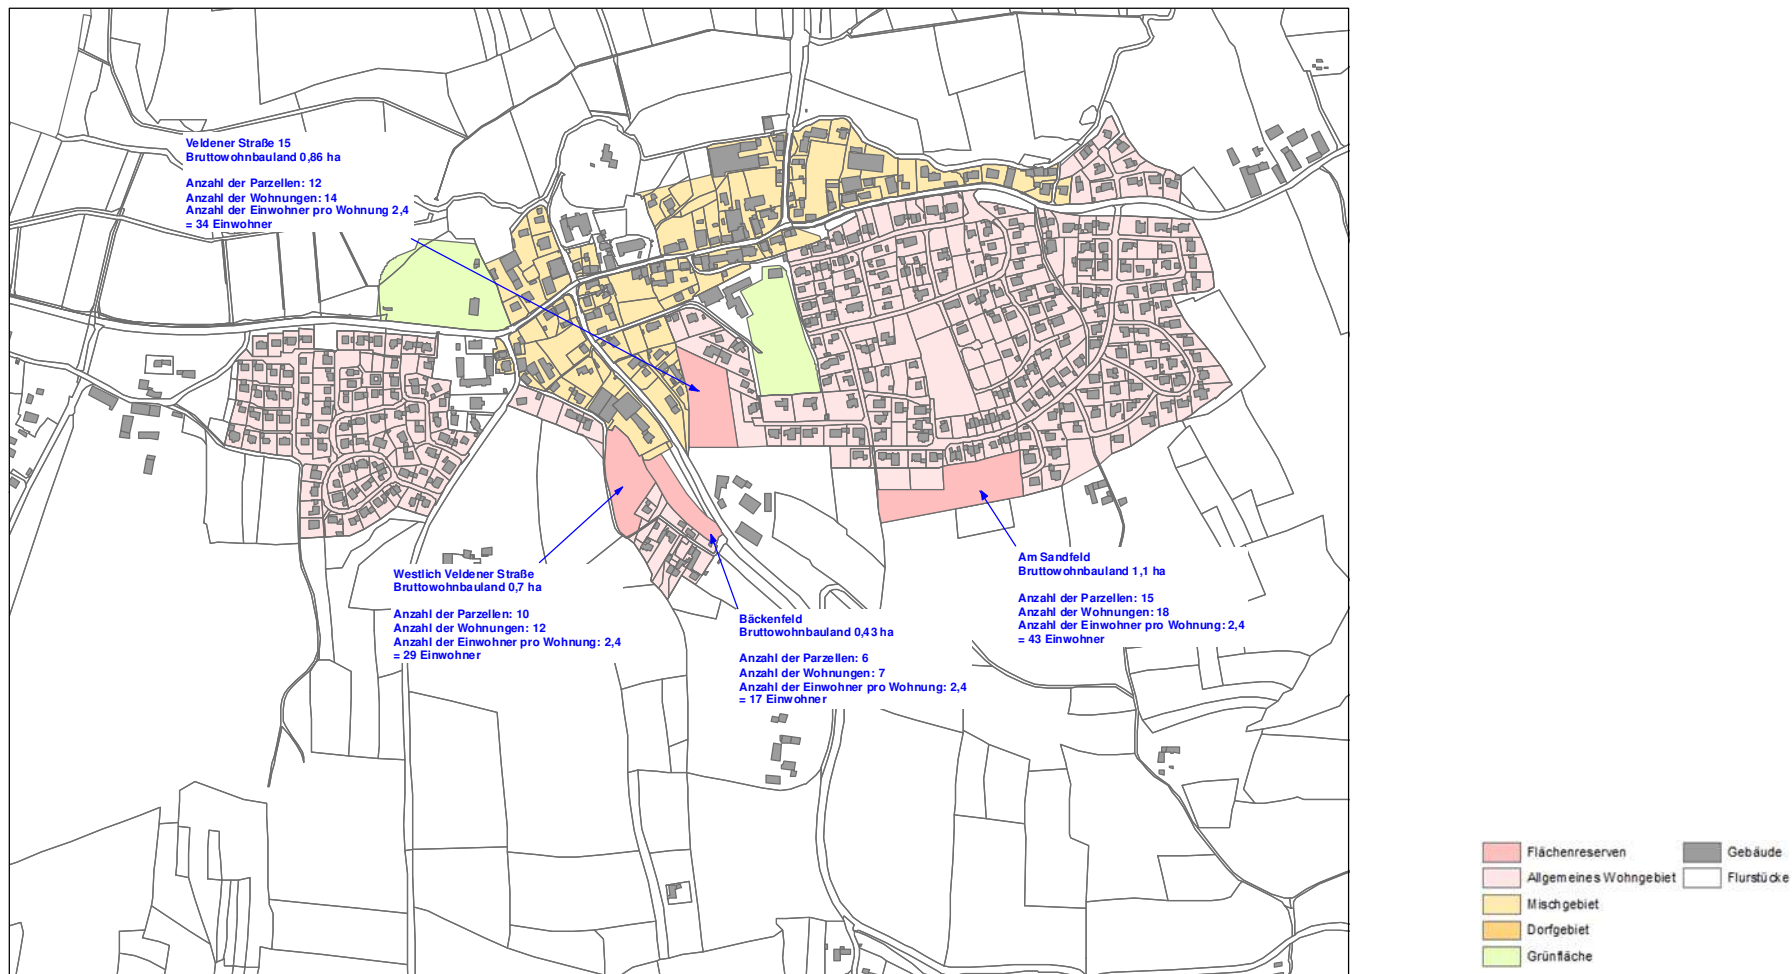 Veldener Straße 15
Bruttowohnbauland 0,86 ha
Anzahl der Parzellen: 12
Anzahl der Wohnungen: 14
Anzahl der Einwohner pro Wohnung 2,4
= 34 Einwohner
Westlich Veldener Straße
Bruttowohnbauland 0,7 ha
Anzahl der Parzellen: 10
Anzahl der Wohnungen: 12
Anzahl der Einwohner pro Wohnung: 2,4
= 29 Einwohner
Bäckenfeld
Bruttowohnbauland 0,43 ha
Anzahl der Parzellen: 6
Anzahl der Wohnungen: 7
Anzahl der Einwohner pro Wohnung: 2,4
= 17 Einwohner
Am Sandfeld
Bruttowohnbauland 1,1 ha
Anzahl der Parzellen: 15
Anzahl der Wohnungen: 18
Anzahl der Einwohner pro Wohnung: 2,4
= 43 Einwohner
Flächenreserven
Allgemeines Wohngebiet
Mischgebiet
Dorfgebiet
Grünfläche
Gebäude
Flurstücke